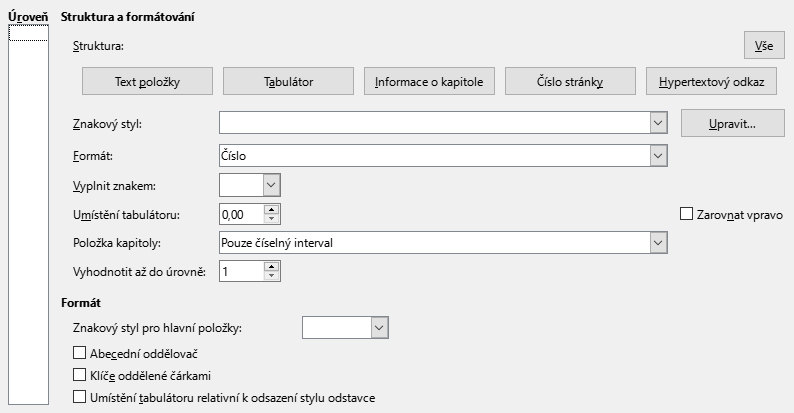 Úroveň Struktura a formátování
Struktura: Vše
Text položky Tabulátor Informace o kapitole Číslo stránky Hypertextový odkaz
Znakový styl: Upravit...
Formát: Číslo
Vyplnit znakem:
Umístění tabulátoru: 0,00 Zarovnat vpravo
Položka kapitoly: Pouze číselný interval
Vyhodnotit až do úrovně: 1
Formát
Znakový styl pro hlavní položky:
Abecední oddělovač
Klíče oddělené čárkami
Umístění tabulátoru relativní k odsazení stylu odstavce